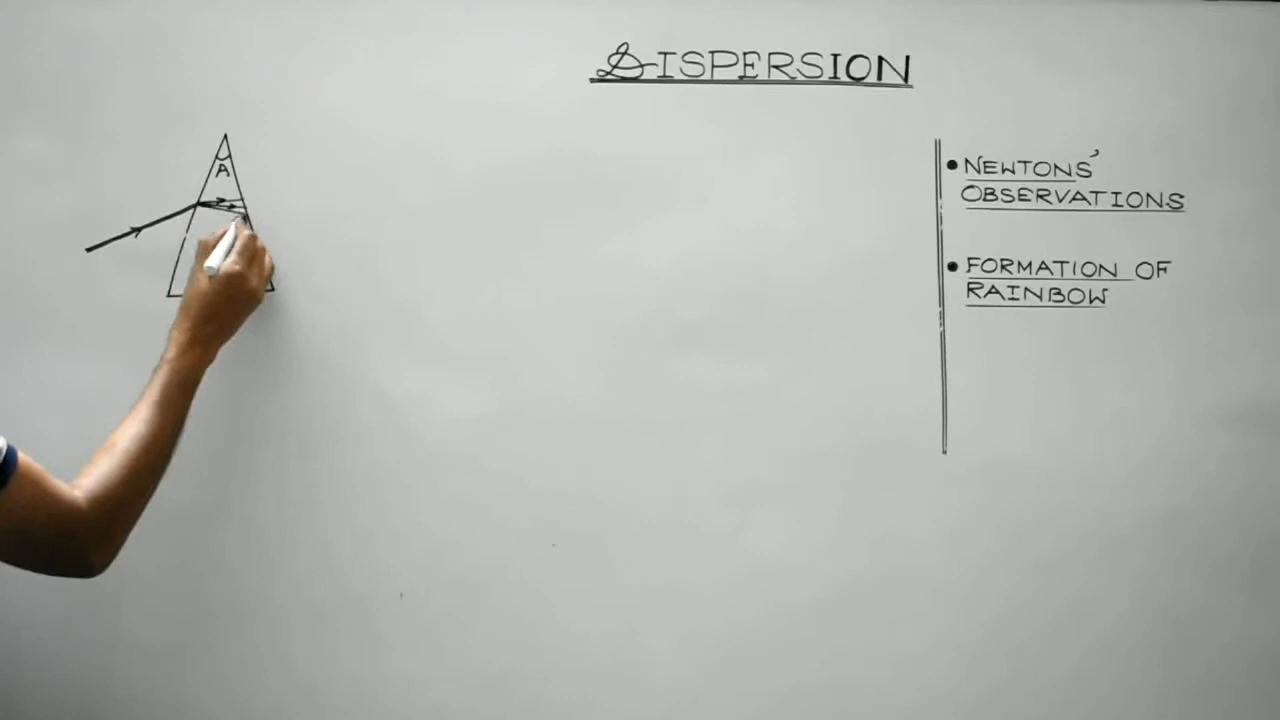 DISPERSION
A
• NEWTONS'
OBSERVATIONS
• FORMATION OF
RAINBOW